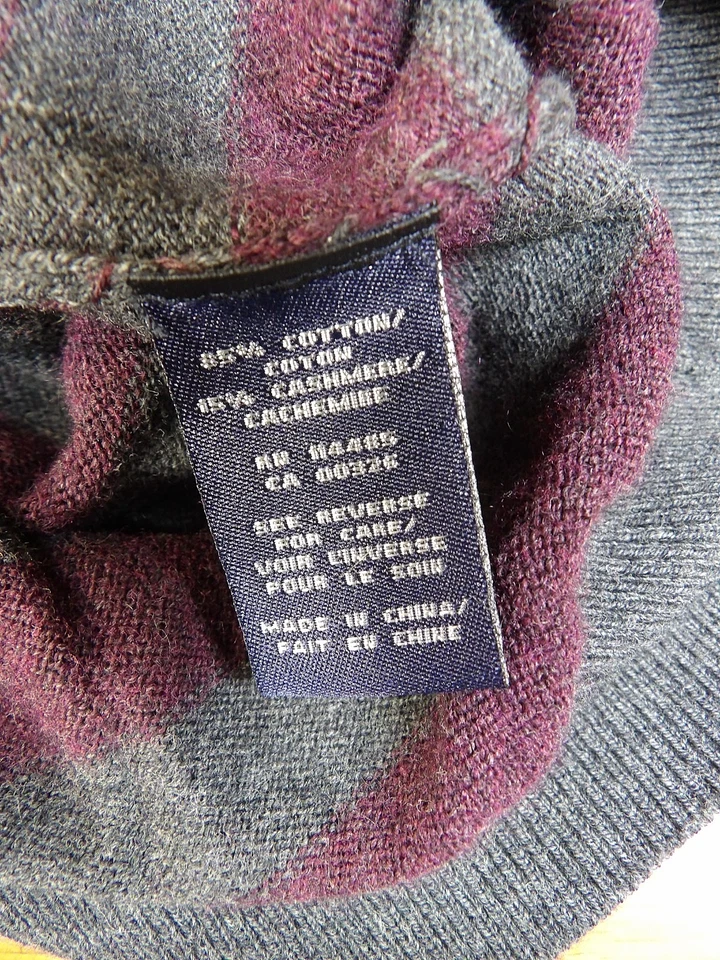 85% COTTON/
COTON
15% CASHMERE/
CACHEMIRE
RN 114485
CA 00326
SEE REVERSE
FOR CARE/
VOIR L'INVERSE
POUR LE SOIN
MADE IN CHINA/
FAIT EN CHINE